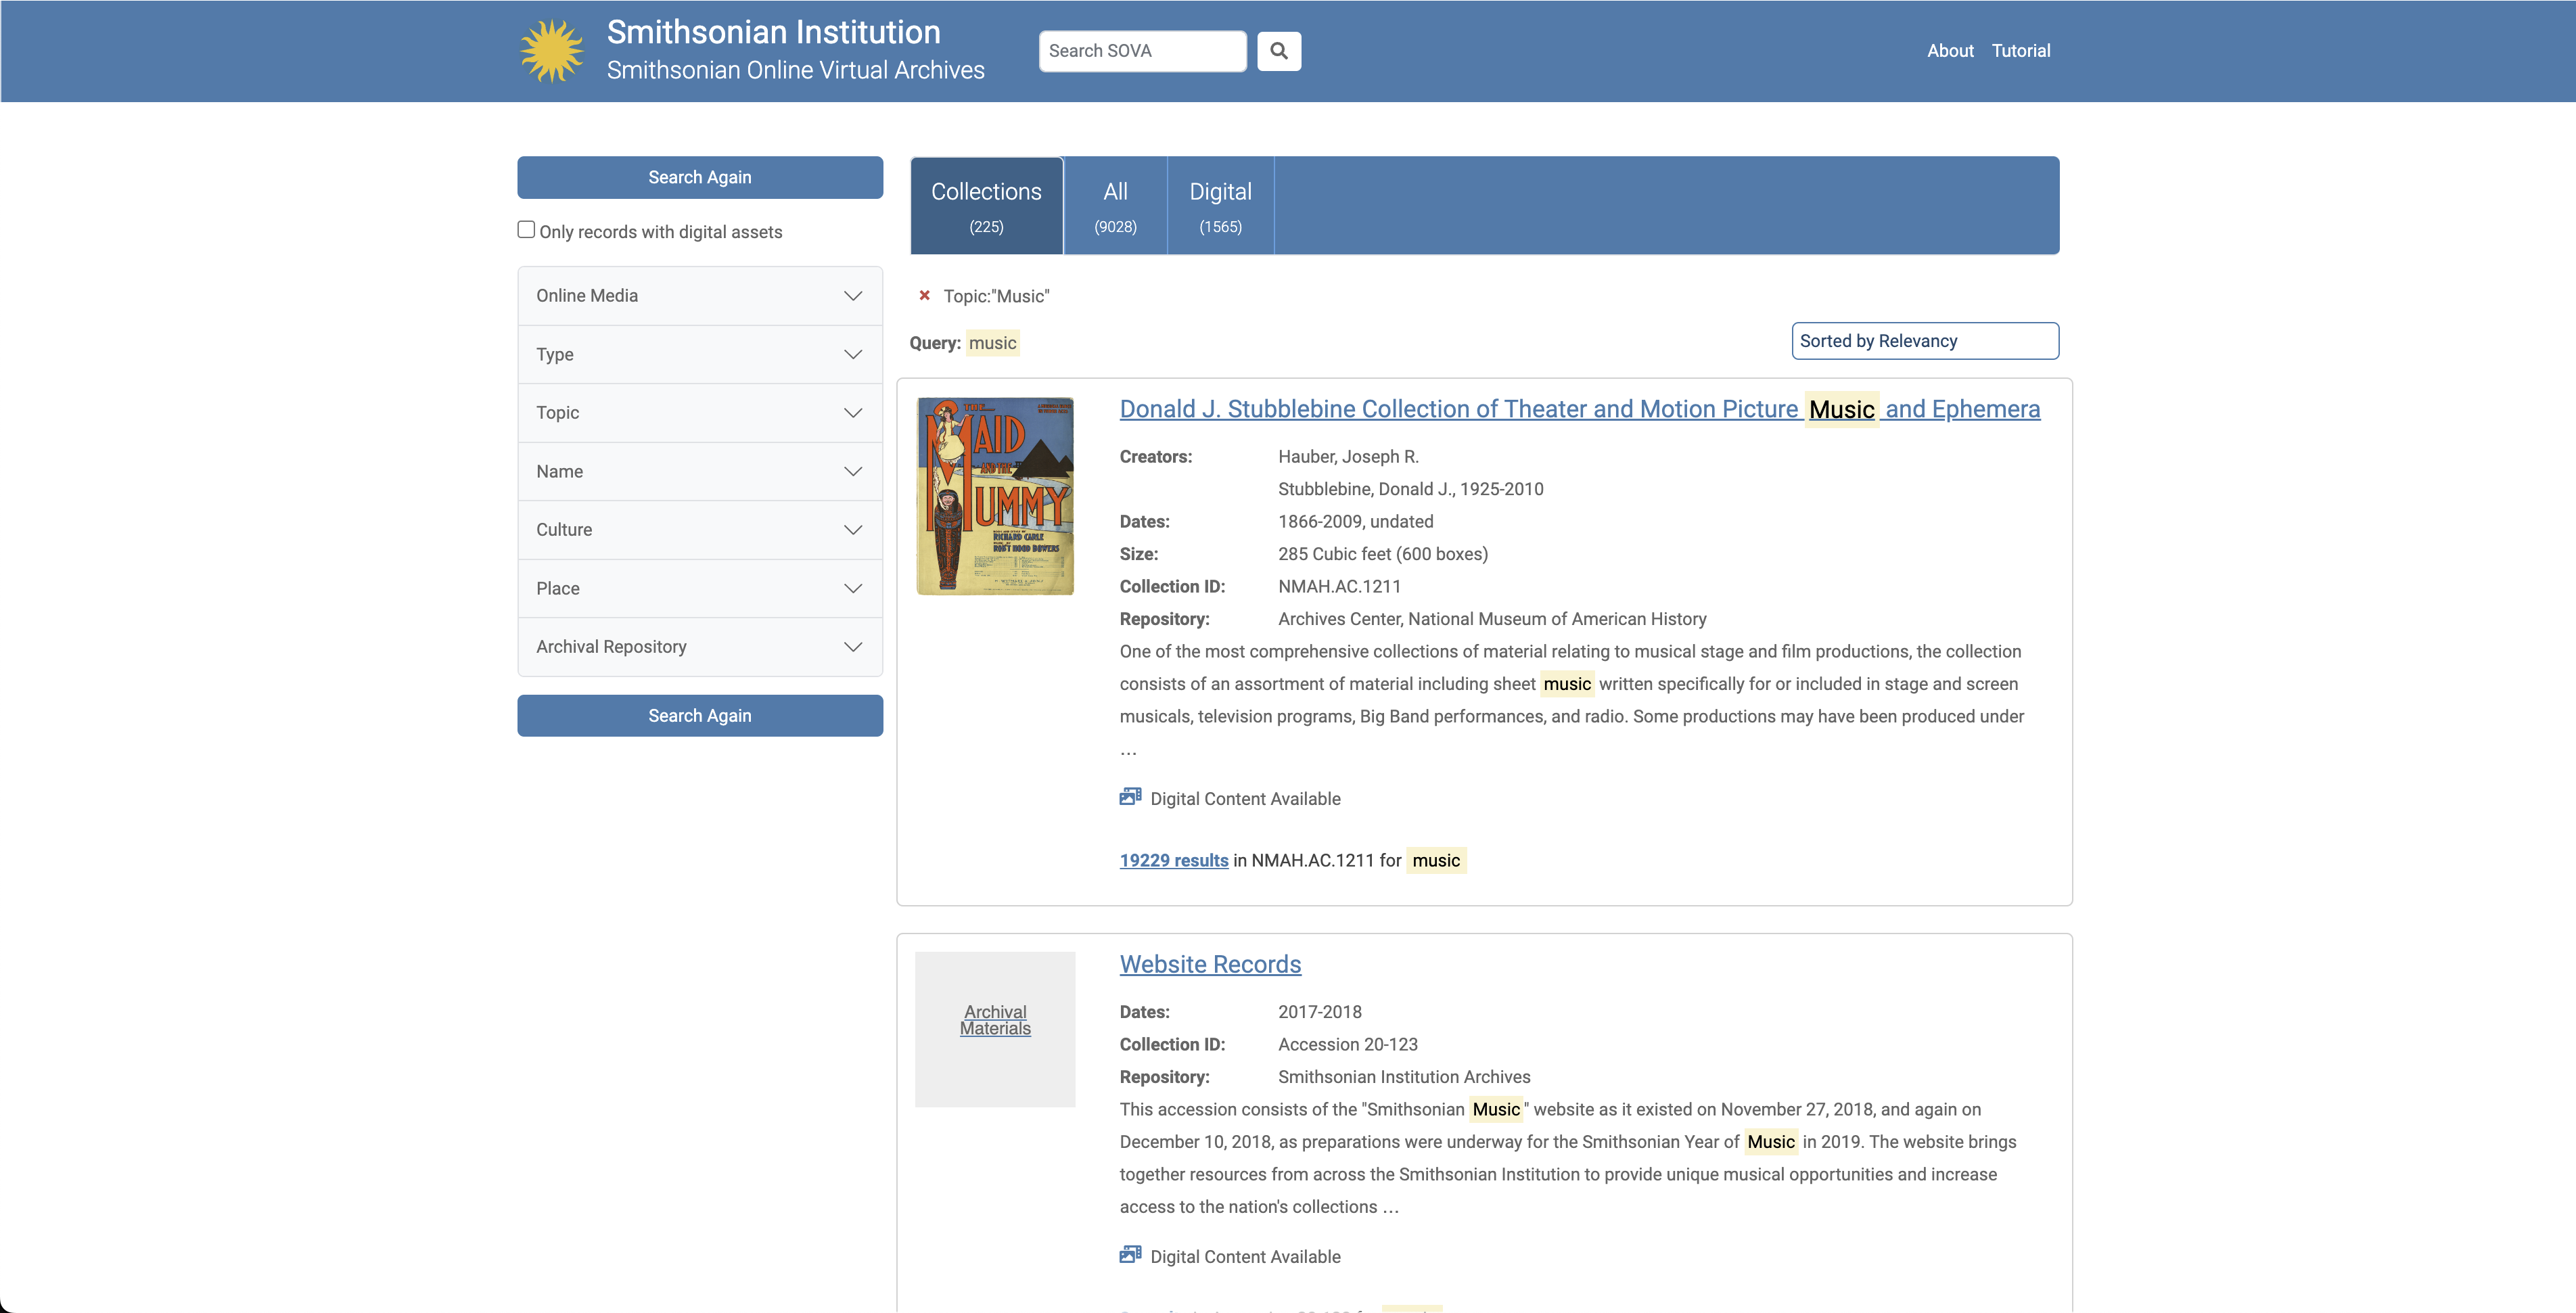 Smithsonian Institution
Smithsonian Online Virtual Archives
Search SOVA
About Tutorial
Search Again
Only records with digital assets
Online Media
Type
Topic
Name
Culture
Place
Archival Repository
Search Again
Collections
(225)
All
(9028)
Digital
(1565)
Topic:"Music"
Query: music
Sorted by Relevancy
THE
MAID
AND THE
MUMMY
RICHARD CARLE
ROBT HOOD BOWERS
Donald J. Stubblebine Collection of Theater and Motion Picture Music and Ephemera
Creators: Hauber, Joseph R.
Stubblebine, Donald J., 1925-2010
Dates: 1866-2009, undated
Size: 285 Cubic feet (600 boxes)
Collection ID: NMAH.AC.1211
Repository: Archives Center, National Museum of American History
One of the most comprehensive collections of material relating to musical stage and film productions, the collection
consists of an assortment of material including sheet music written specifically for or included in stage and screen
musicals, television programs, Big Band performances, and radio. Some productions may have been produced under
…
Digital Content Available
19229 results in NMAH.AC.1211 for music
Archival
Materials
Website Records
Dates: 2017-2018
Collection ID: Accession 20-123
Repository: Smithsonian Institution Archives
This accession consists of the "Smithsonian Music" website as it existed on November 27, 2018, and again on
December 10, 2018, as preparations were underway for the Smithsonian Year of Music in 2019. The website brings
together resources from across the Smithsonian Institution to provide unique musical opportunities and increase
access to the nation's collections …
Digital Content Available